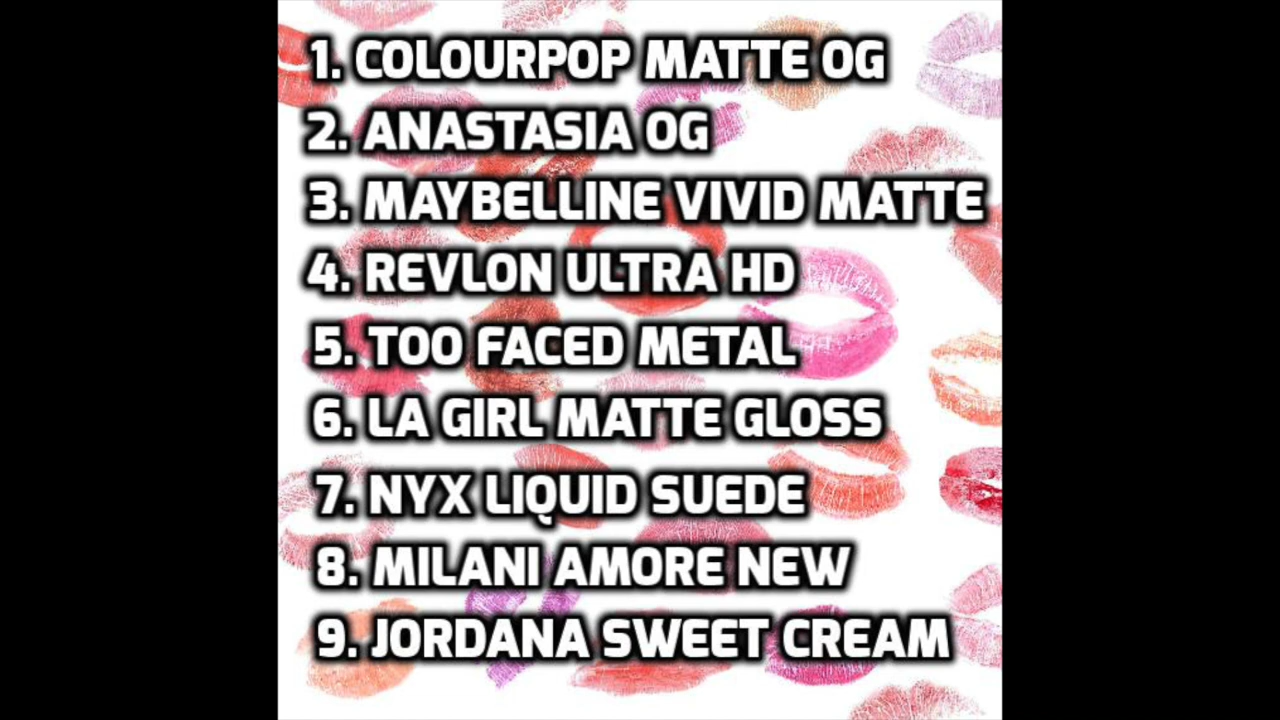 1. COLOURPOP MATTE OG
2. ANASTASIA OG
3. MAYBELLINE VIVID MATTE
4. REVLON ULTRA HD
5. TOO FACED METAL
6. LA GIRL MATTE GLOSS
7. NYX LIQUID SUEDE
8. MILANI AMORE NEW
9. JORDANA SWEET CREAM